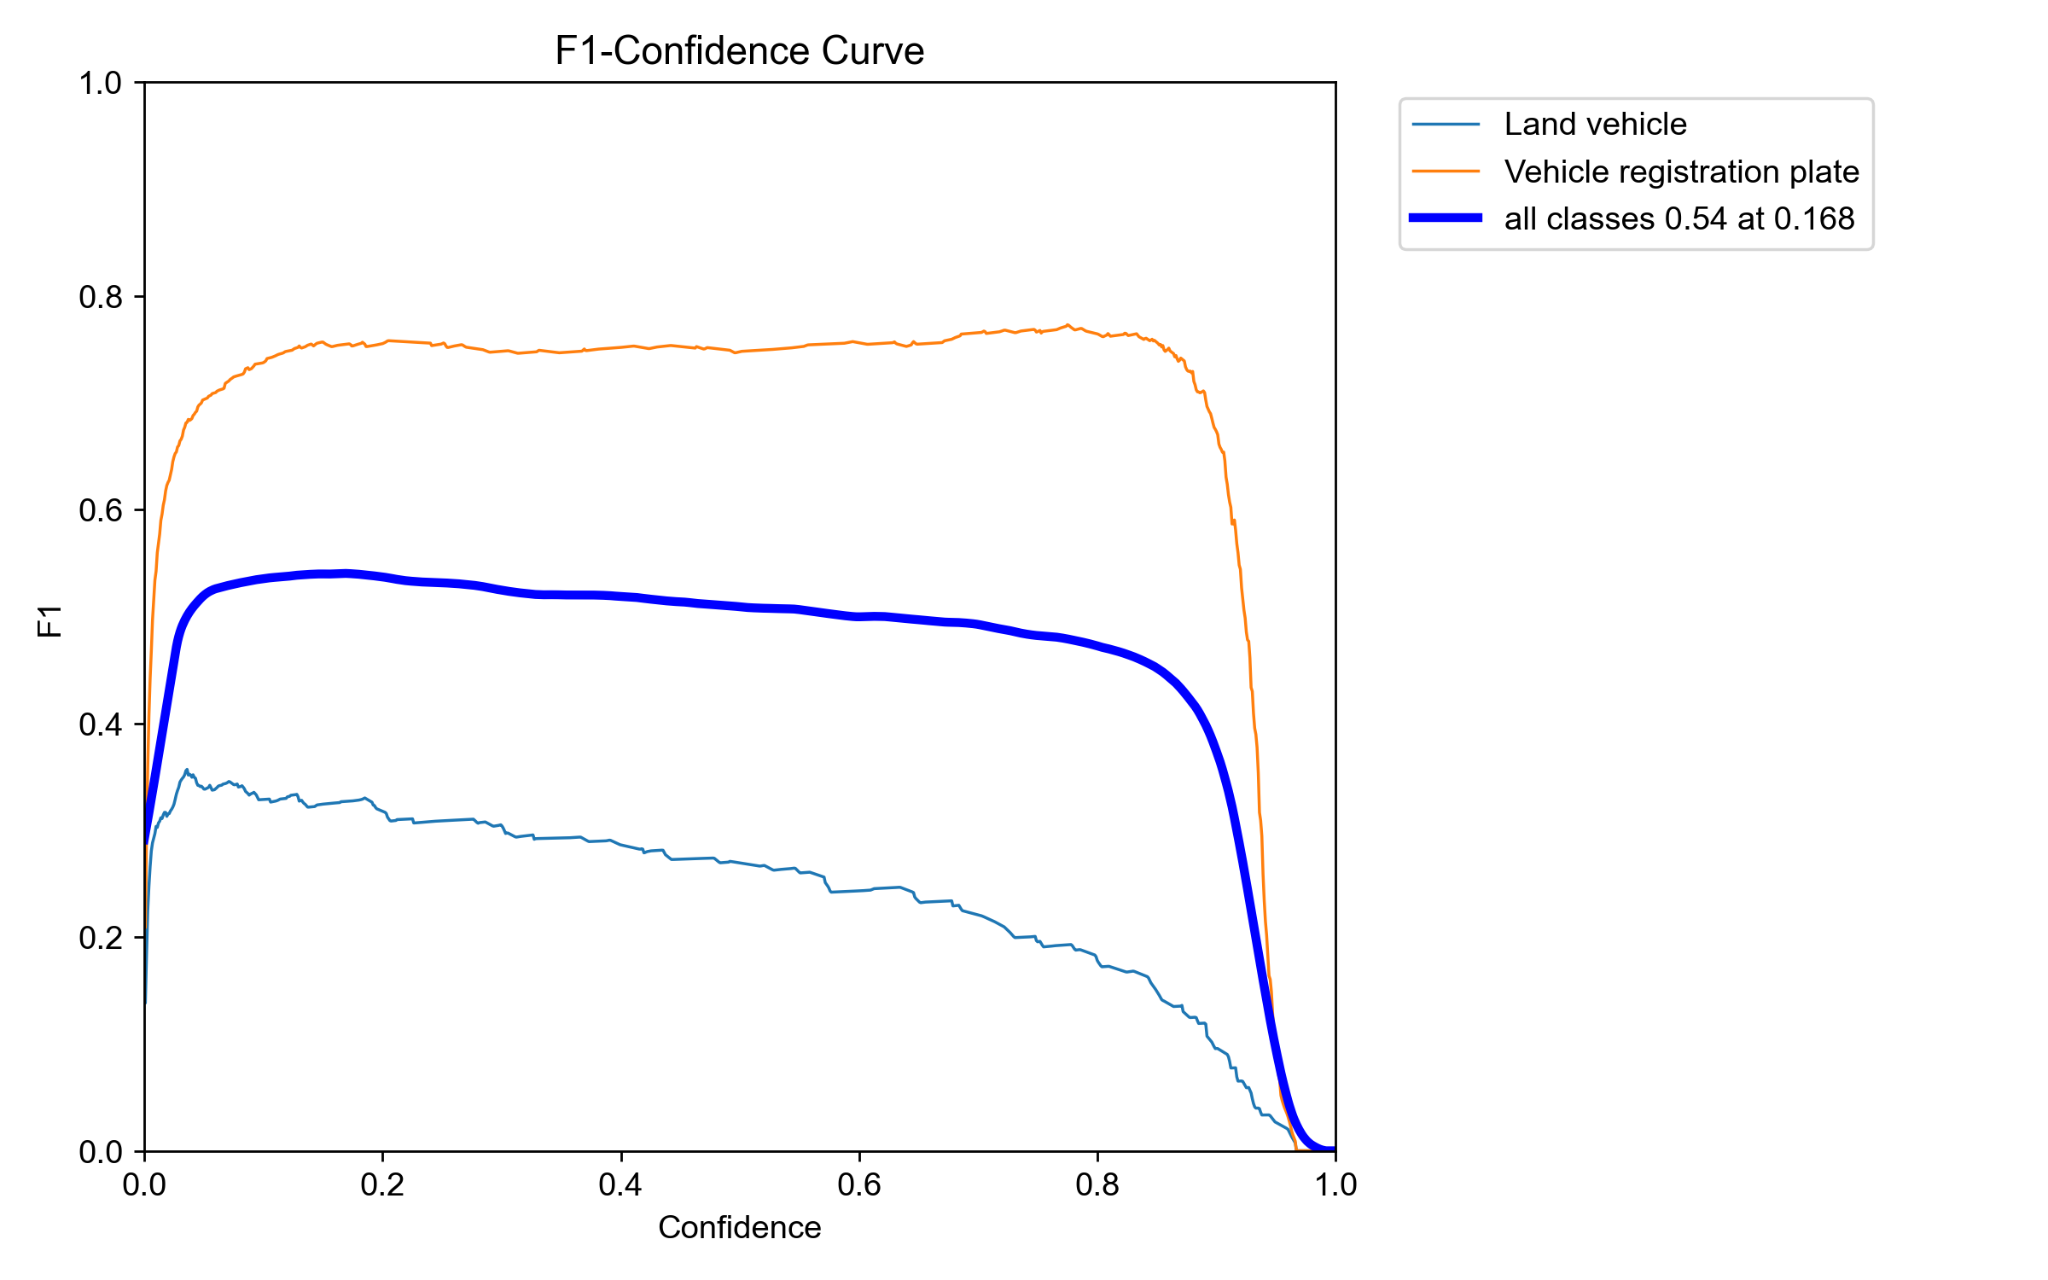 F1-Confidence Curve
1.0
0.8
0.6
0.4
0.2
0.0
F1
0.0 0.2 0.4 0.6 0.8 1.0
Confidence
Land vehicle
Vehicle registration plate
all classes 0.54 at 0.168